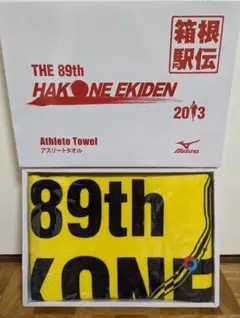 箱根
駅伝
THE 89th
HAKONE EKIDEN
2013
Athlete Towel
アスリートタオル
MIZUNO
89th
KONE